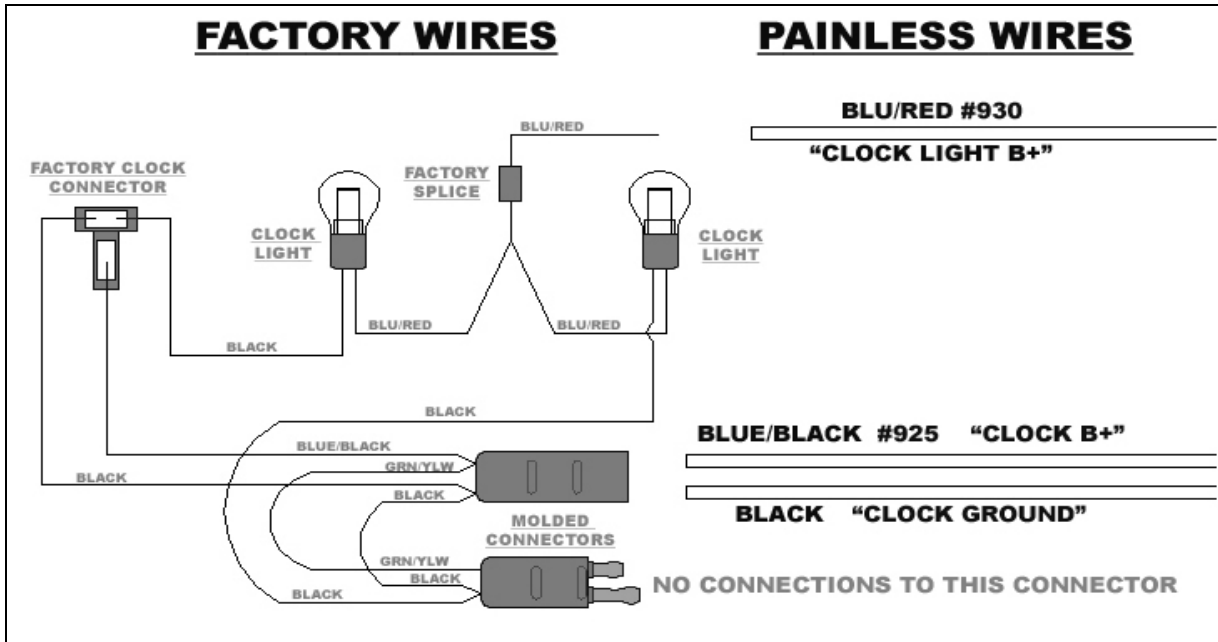 FACTORY WIRES
PAINLESS WIRES
BLU/RED #930
“CLOCK LIGHT B+”
BLU/RED
FACTORY CLOCK
CONNECTOR
FACTORY
SPLICE
CLOCK
LIGHT
CLOCK
LIGHT
BLU/RED
BLU/RED
BLACK
BLACK
BLUE/BLACK #925 “CLOCK B+”
BLUE/BLACK
GRN/YLW
BLACK
BLACK
BLACK “CLOCK GROUND”
MOLDED
CONNECTORS
GRN/YLW
BLACK
BLACK
NO CONNECTIONS TO THIS CONNECTOR